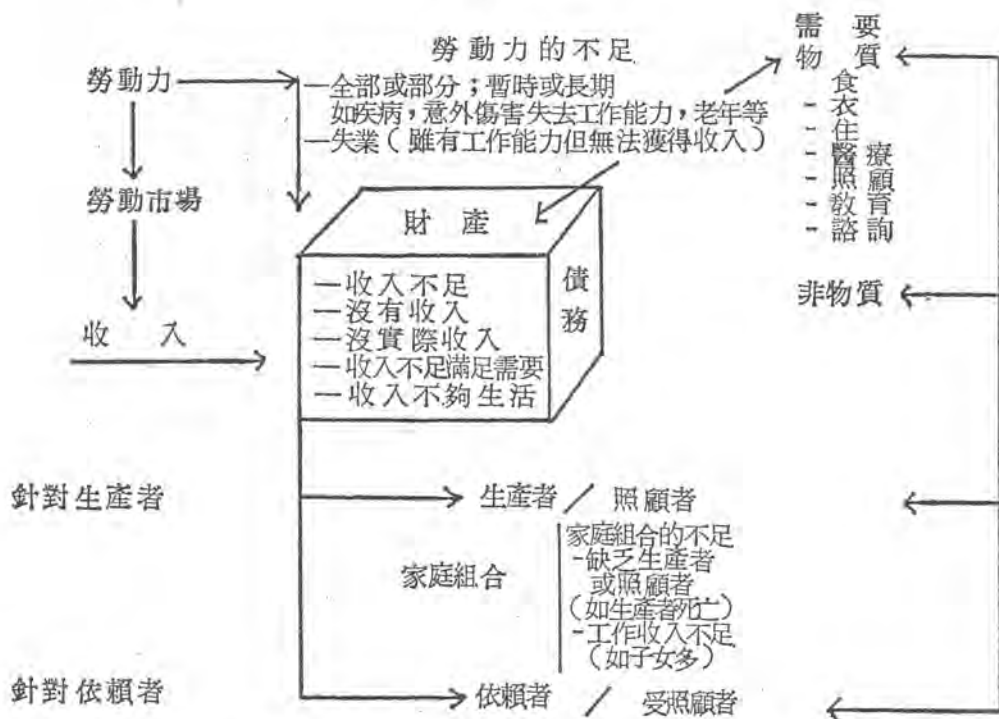 需要
物質
食
- 衣
- 住
- 醫療
- 照顧
- 教育
- 諮詢
非物質
勞動力的不足
—全部或部分；暫時或長期
如疾病，意外傷害失去工作能力，老年等
—失業（雖有工作能力但無法獲得收入）
勞動力
勞動市場
收入
財產
債務
—收入不足
—沒有收入
—沒實際收入
—收入不足滿足需要
—收入不夠生活
針對生產者
生產者 / 照顧者
家庭組合
家庭組合的不足
-缺乏生產者
或照顧者
(如生產者死亡)
-工作收入不足
(如子女多)
針對依賴者
依賴者 / 受照顧者